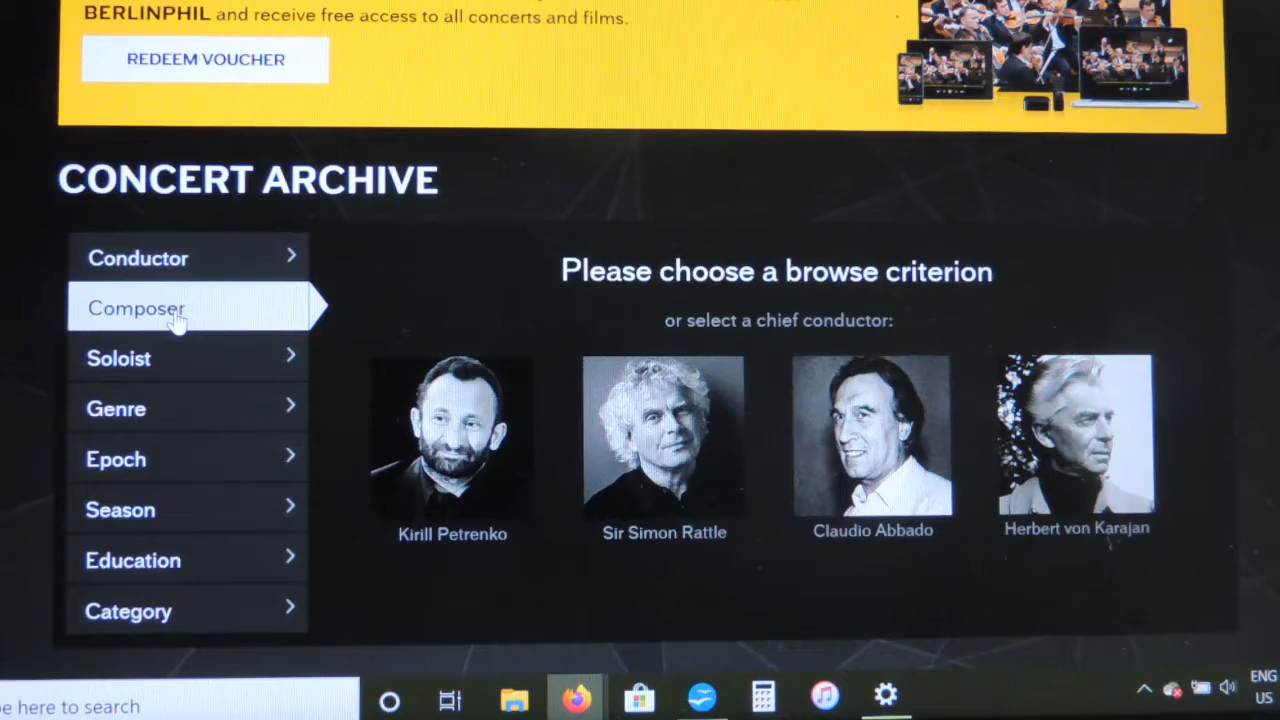 BERLINPHIL and receive free access to all concerts and films.
REDEEM VOUCHER
CONCERT ARCHIVE
Conductor
Composer
Soloist
Genre
Epoch
Season
Education
Category
Please choose a browse criterion
or select a chief conductor:
Kirill Petrenko
Sir Simon Rattle
Claudio Abbado
Herbert von Karajan
here to search
ENG
US